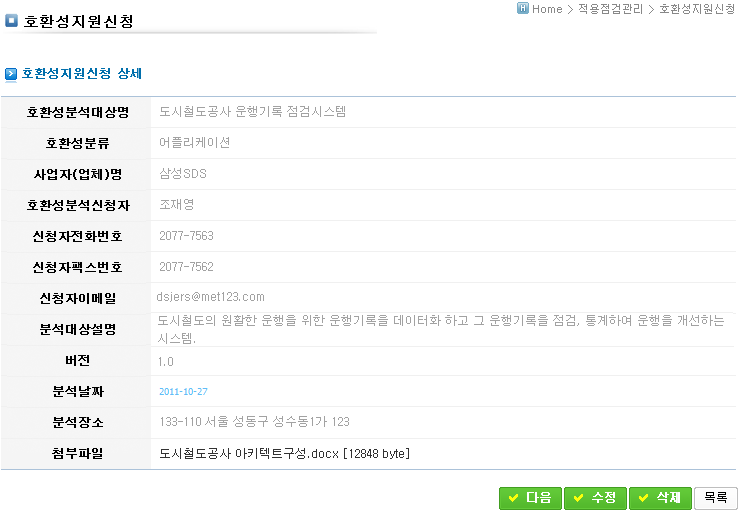 호환성지원신청
H Home > 적용점검관리 > 호환성지원신청
호환성지원신청 상세
호환성분석대상명 도시철도공사 운행기록 점검시스템
호환성분류 어플리케이션
사업자(업체)명 삼성SDS
호환성분석신청자 조재영
신청자전화번호 2077-7563
신청자팩스번호 2077-7562
신청자이메일 dsjers@met123.com
분석대상설명 도시철도의 원활한 운행을 위한 운행기록을 데이터화 하고 그 운행기록을 점검, 통계하여 운행을 개선하는
시스템.
버전 1.0
분석날짜 2011-10-27
분석장소 133-110 서울 성동구 성수동1가 123
첨부파일 도시철도공사 아키텍트구성.docx [12848 byte]
다음 수정 삭제 목록